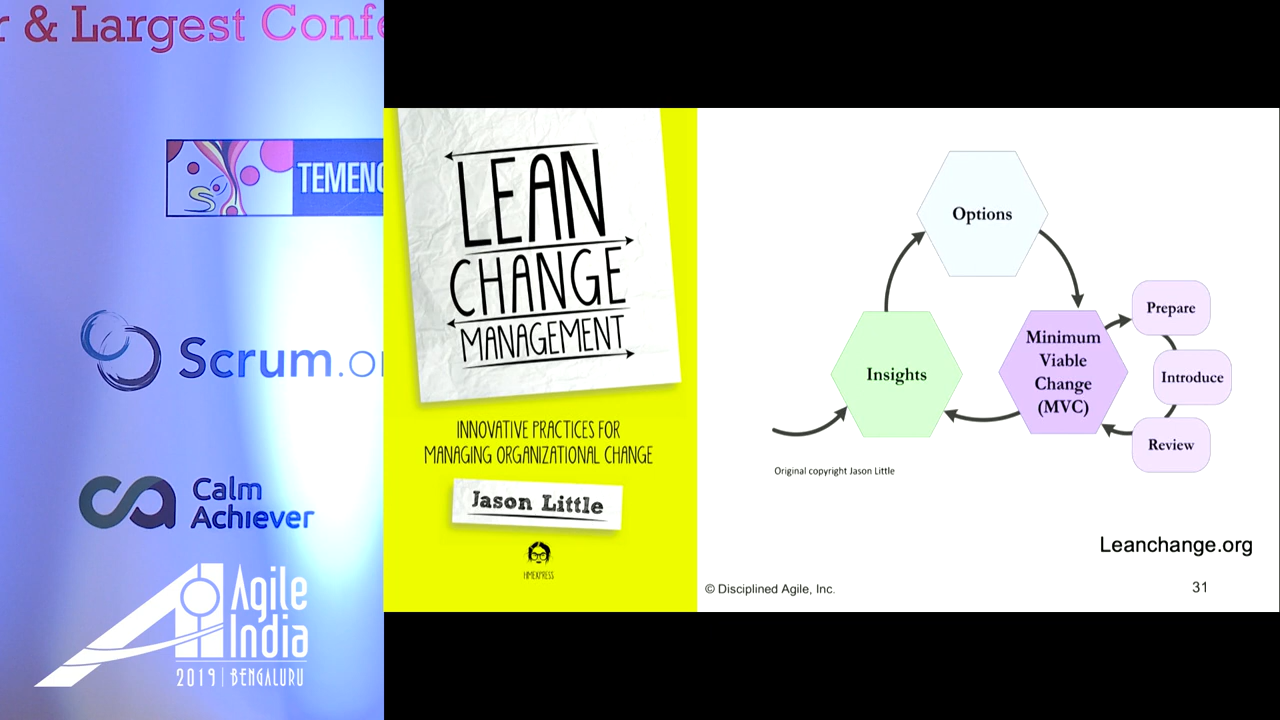 r & Largest Confe
TEMENO
Scrum.or
Calm
Achiever
Agile
India
2019 | BENGALURU
LEAN
CHANGE
MANAGEMENT
INNOVATIVE PRACTICES FOR
MANAGING ORGANIZATIONAL CHANGE
Jason Little
HMEXPRESS
Options
Insights
Minimum
Viable
Change
(MVC)
Prepare
Introduce
Review
Original copyright Jason Little
Leanchange.org
© Disciplined Agile, Inc.
31